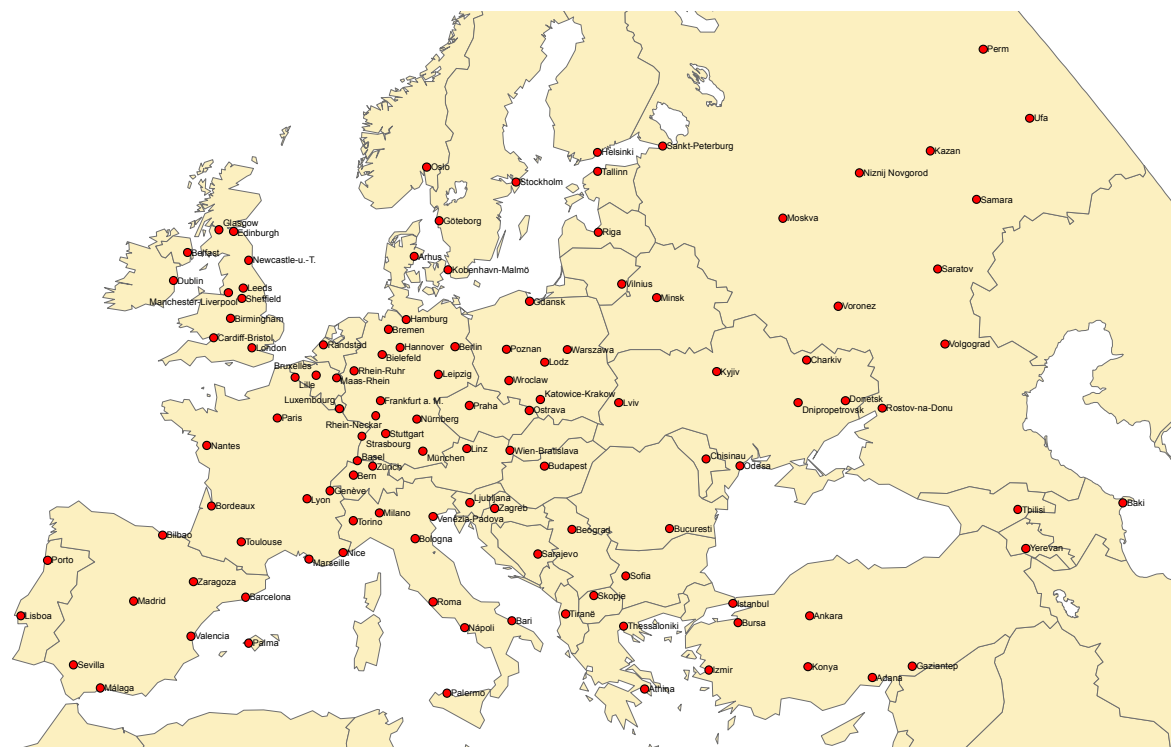 Perm
Ufa
Sankt-Peterburg
Helsinki
Kazan
Oslo
Tallinn
Niznij Novgorod
Stockholm
Samara
Moskva
Göteborg
Glasgow
Edinburgh
Riga
Belfast
Arhus
Newcastle-u.-T.
Kobenhavn-Malmö
Saratov
Dublin
Vilnius
Leeds
Manchester-Liverpool
Sheffield
Minsk
Gdansk
Voronez
Birmingham
Hamburg
Bremen
Cardiff-Bristol
London
Randstad
Hannover
Berlin
Poznan
Warszawa
Volgograd
Bielefeld
Lodz
Charkiv
Bruxelles
Lille
Maas-Rhein
Rhein-Ruhr
Leipzig
Wroclaw
Kyjiv
Luxembourg
Frankfurt a. M.
Praha
Katowice-Krakow
Ostrava
Lviv
Dnipropetrovsk
Donetsk
Rostov-na-Donu
Paris
Rhein-Neckar
Nürnberg
Stuttgart
Strasbourg
Nantes
München
Linz
Wien-Bratislava
Basel
Zürich
Budapest
Chisinau
Odesa
Bern
Genève
Lyon
Ljubljana
Zagreb
Bordeaux
Milano
Torino
Venezia-Padova
Baki
Tbilisi
Beograd
Bucuresti
Bilbao
Toulouse
Bologna
Yerevan
Nice
Marseille
Sarajevo
Porto
Sofia
Zaragoza
Skopje
Madrid
Barcelona
Roma
Istanbul
Lisboa
Tiranë
Ankara
Bari
Bursa
Nápoli
Thessaloniki
Valencia
Palma
Sevilla
Izmir
Konya
Gaziantep
Adana
Málaga
Palermo
Athina